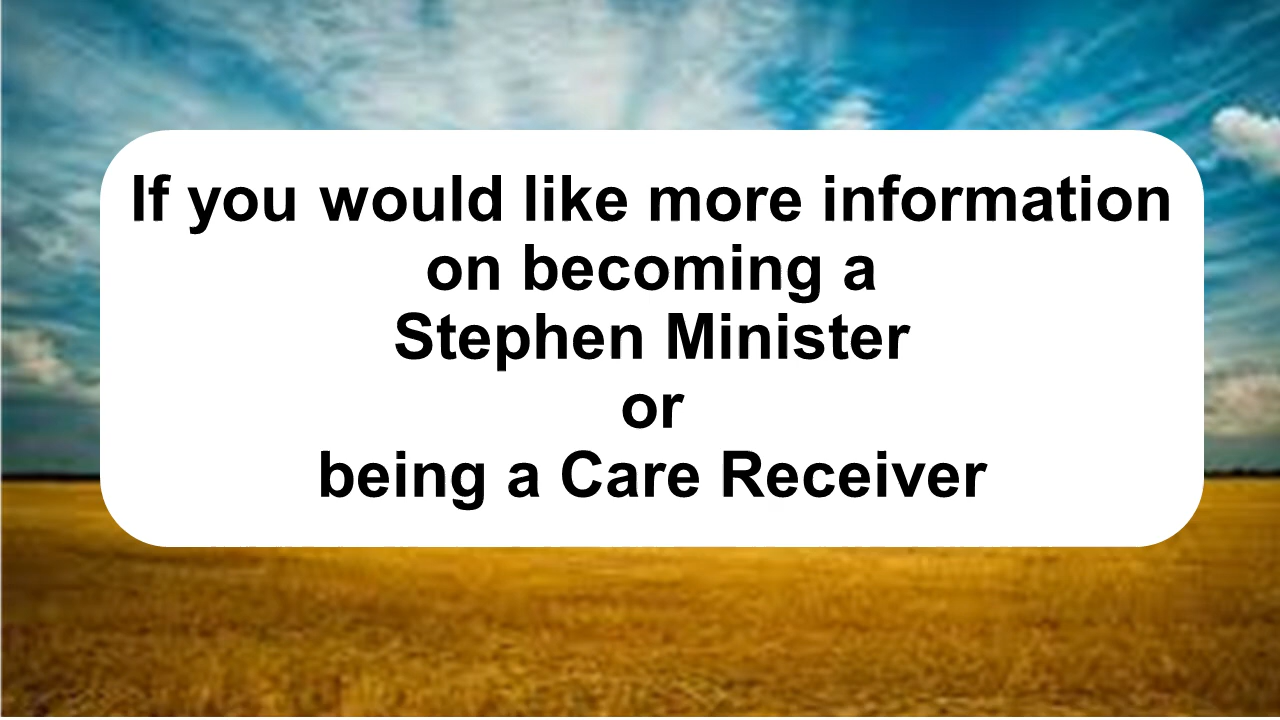 If you would like more information
on becoming a
Stephen Minister
or
being a Care Receiver